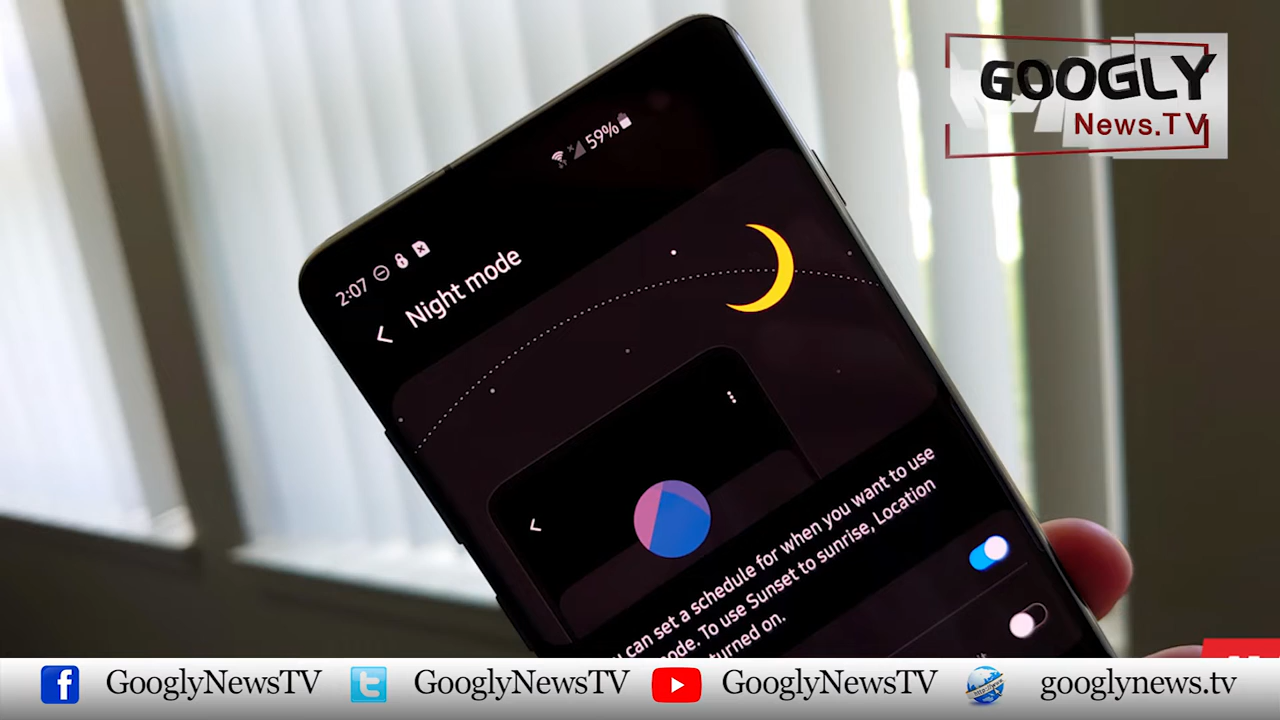 GOOGLY
News.TV
59%
2:07
Night mode
can set a schedule for when you want to use
ode. To use Sunset to sunrise, Location
turned on.
GooglyNewsTV
GooglyNewsTV
GooglyNewsTV
googlynews.tv